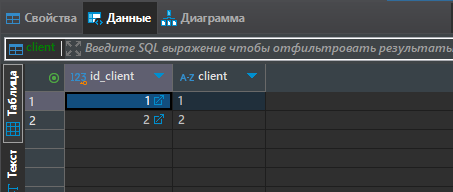 Свойства Данные Диаграмма
client Введите SQL выражение чтобы отфильтровать результаты
Таблица
Текст
123 id_client A-Z client
1 1 1
2 2 2